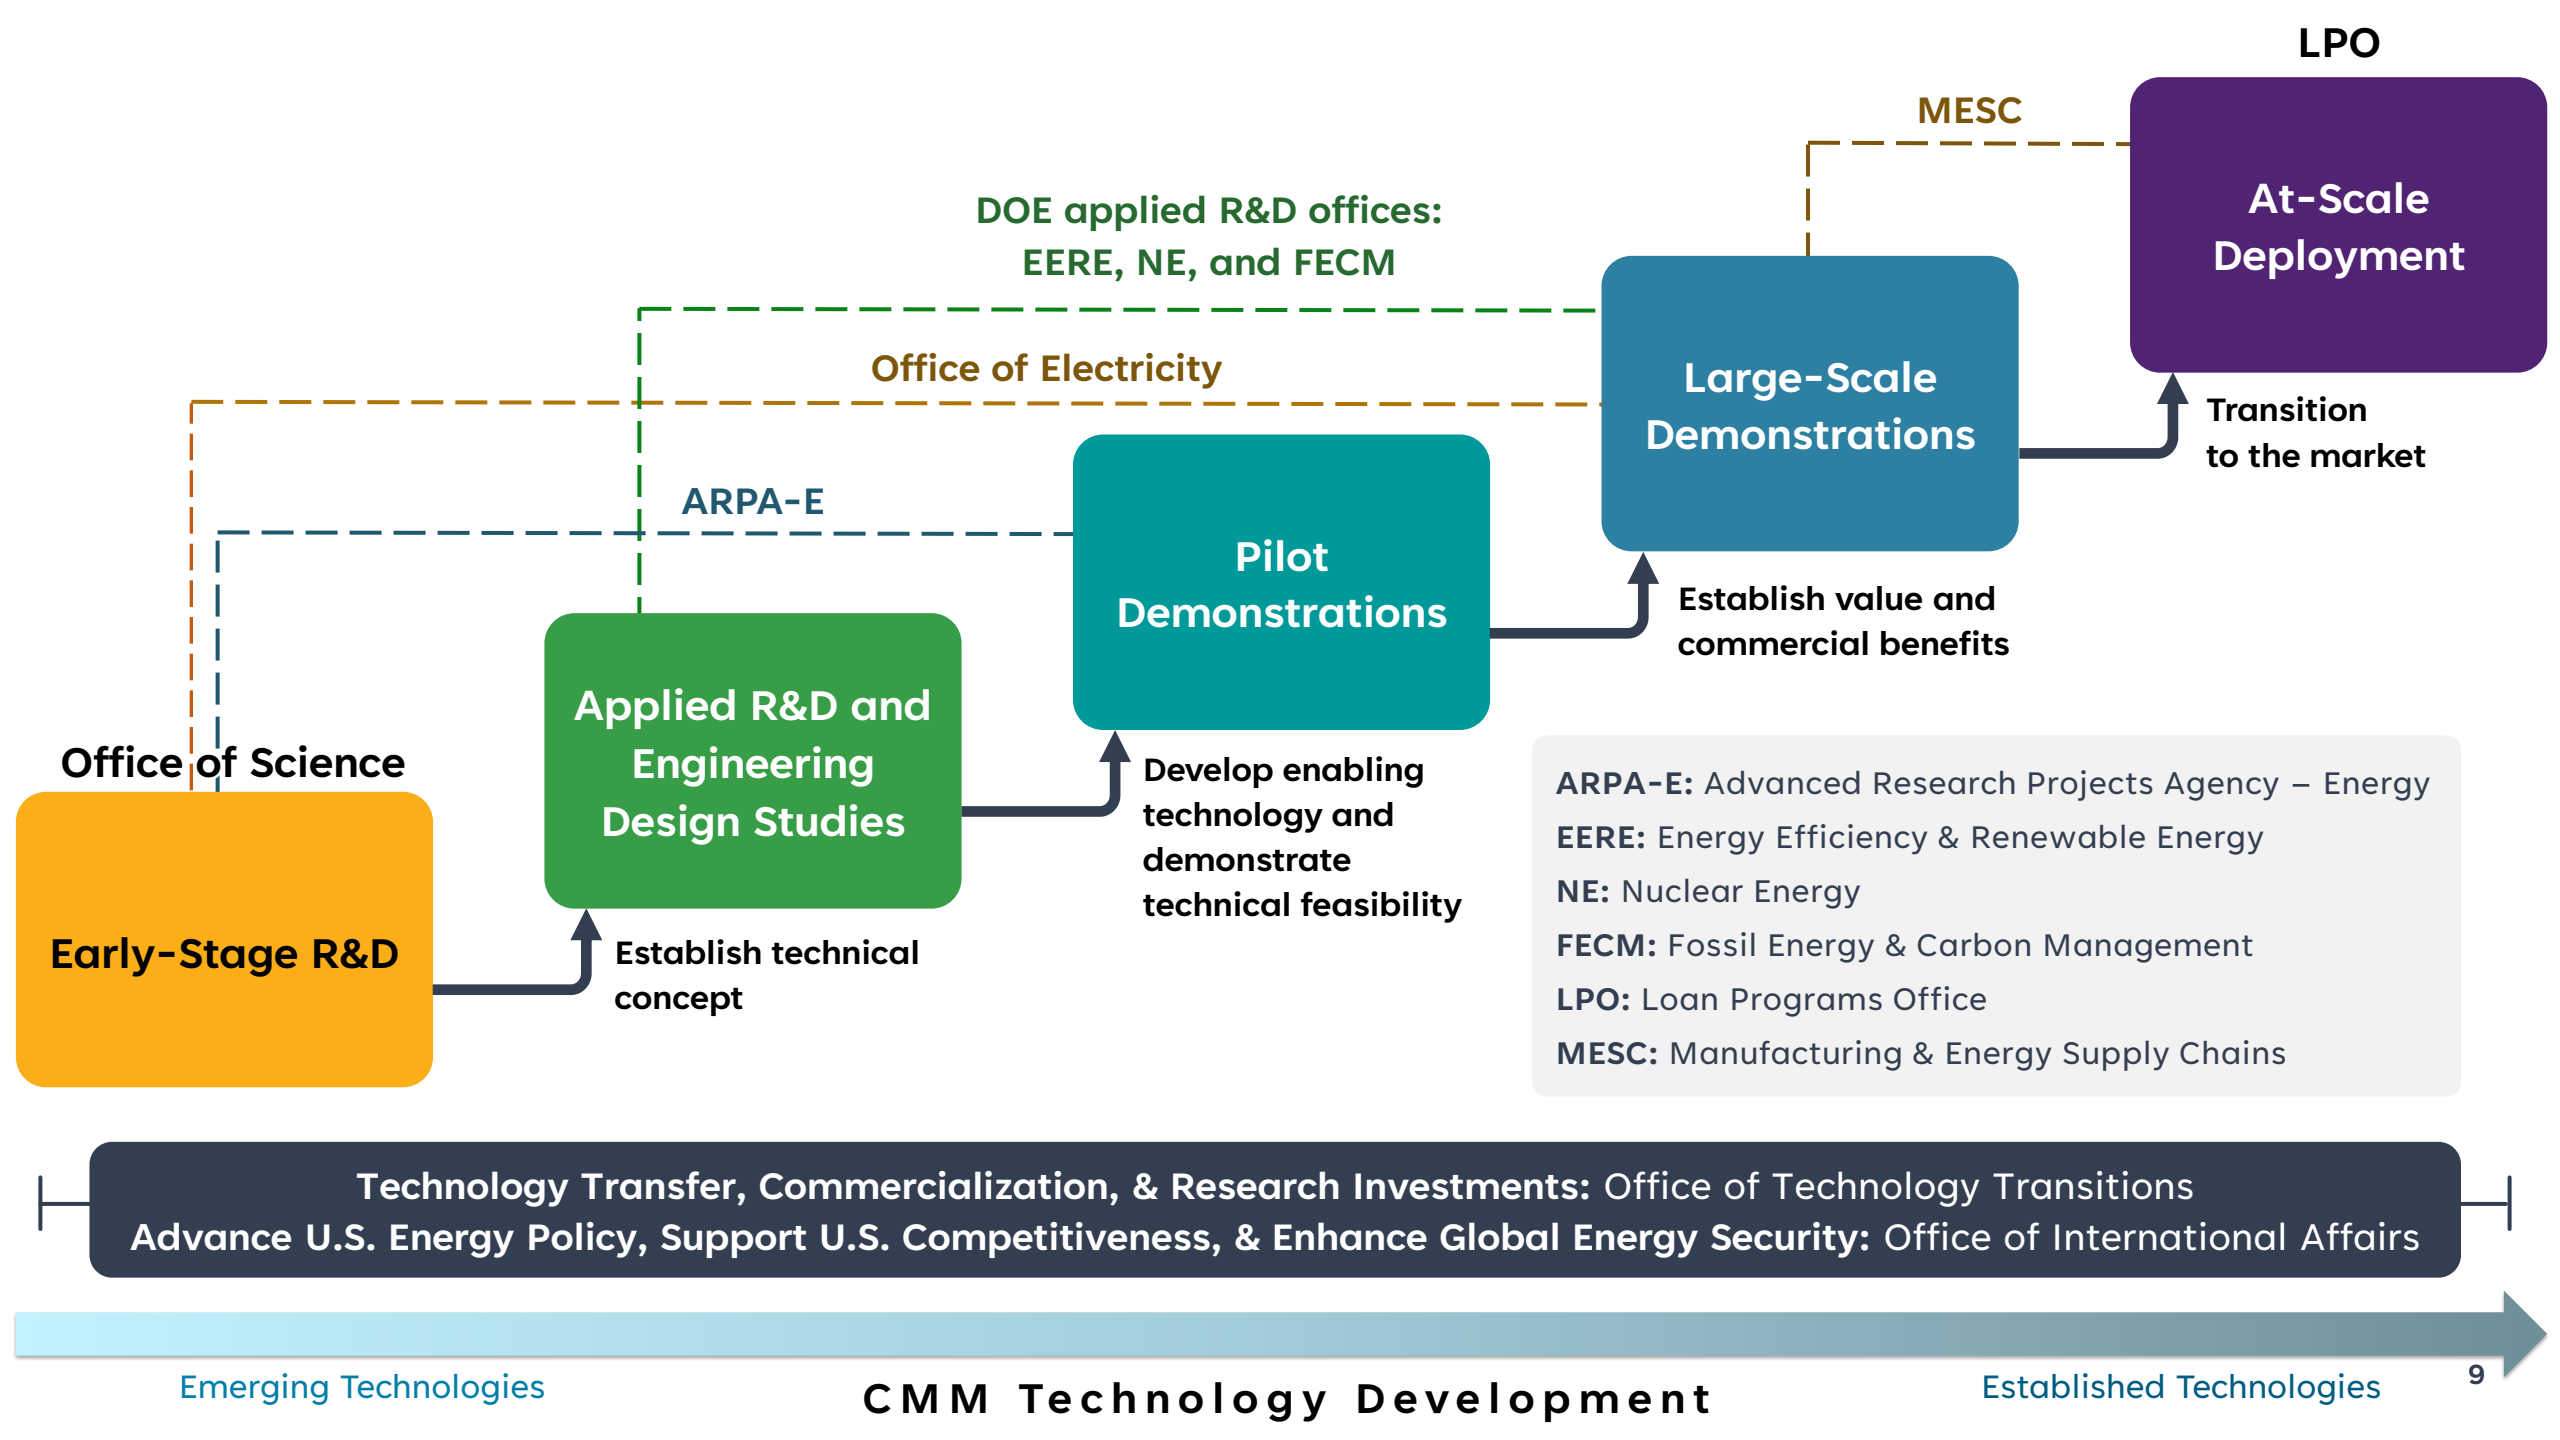 LPO
MESC
At-Scale
Deployment
DOE applied R&D offices:
EERE, NE, and FECM
Office of Electricity
Large-Scale
Demonstrations
Transition
to the market
ARPA-E
Pilot
Demonstrations
Establish value and
commercial benefits
Applied R&D and
Engineering
Design Studies
Develop enabling
technology and
demonstrate
technical feasibility
Office of Science
Early-Stage R&D
Establish technical
concept
ARPA-E: Advanced Research Projects Agency – Energy
EERE: Energy Efficiency & Renewable Energy
NE: Nuclear Energy
FECM: Fossil Energy & Carbon Management
LPO: Loan Programs Office
MESC: Manufacturing & Energy Supply Chains
Technology Transfer, Commercialization, & Research Investments: Office of Technology Transitions
Advance U.S. Energy Policy, Support U.S. Competitiveness, & Enhance Global Energy Security: Office of International Affairs
Emerging Technologies
CMM Technology Development
Established Technologies
9